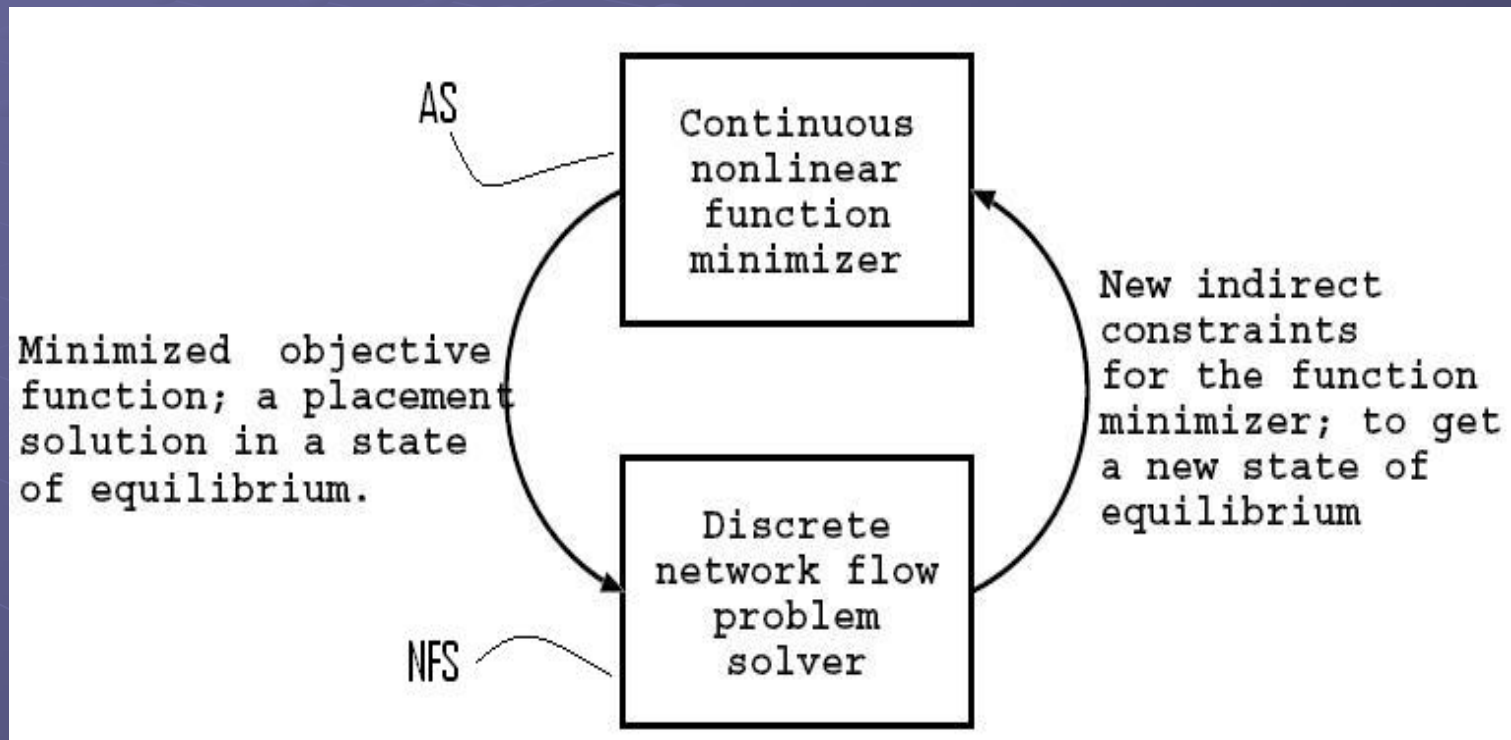 AS
Continuous
nonlinear
function
minimizer
Minimized objective
function; a placement
solution in a state
of equilibrium.
New indirect
constraints
for the function
minimizer; to get
a new state of
equilibrium
Discrete
network flow
problem
solver
NFS